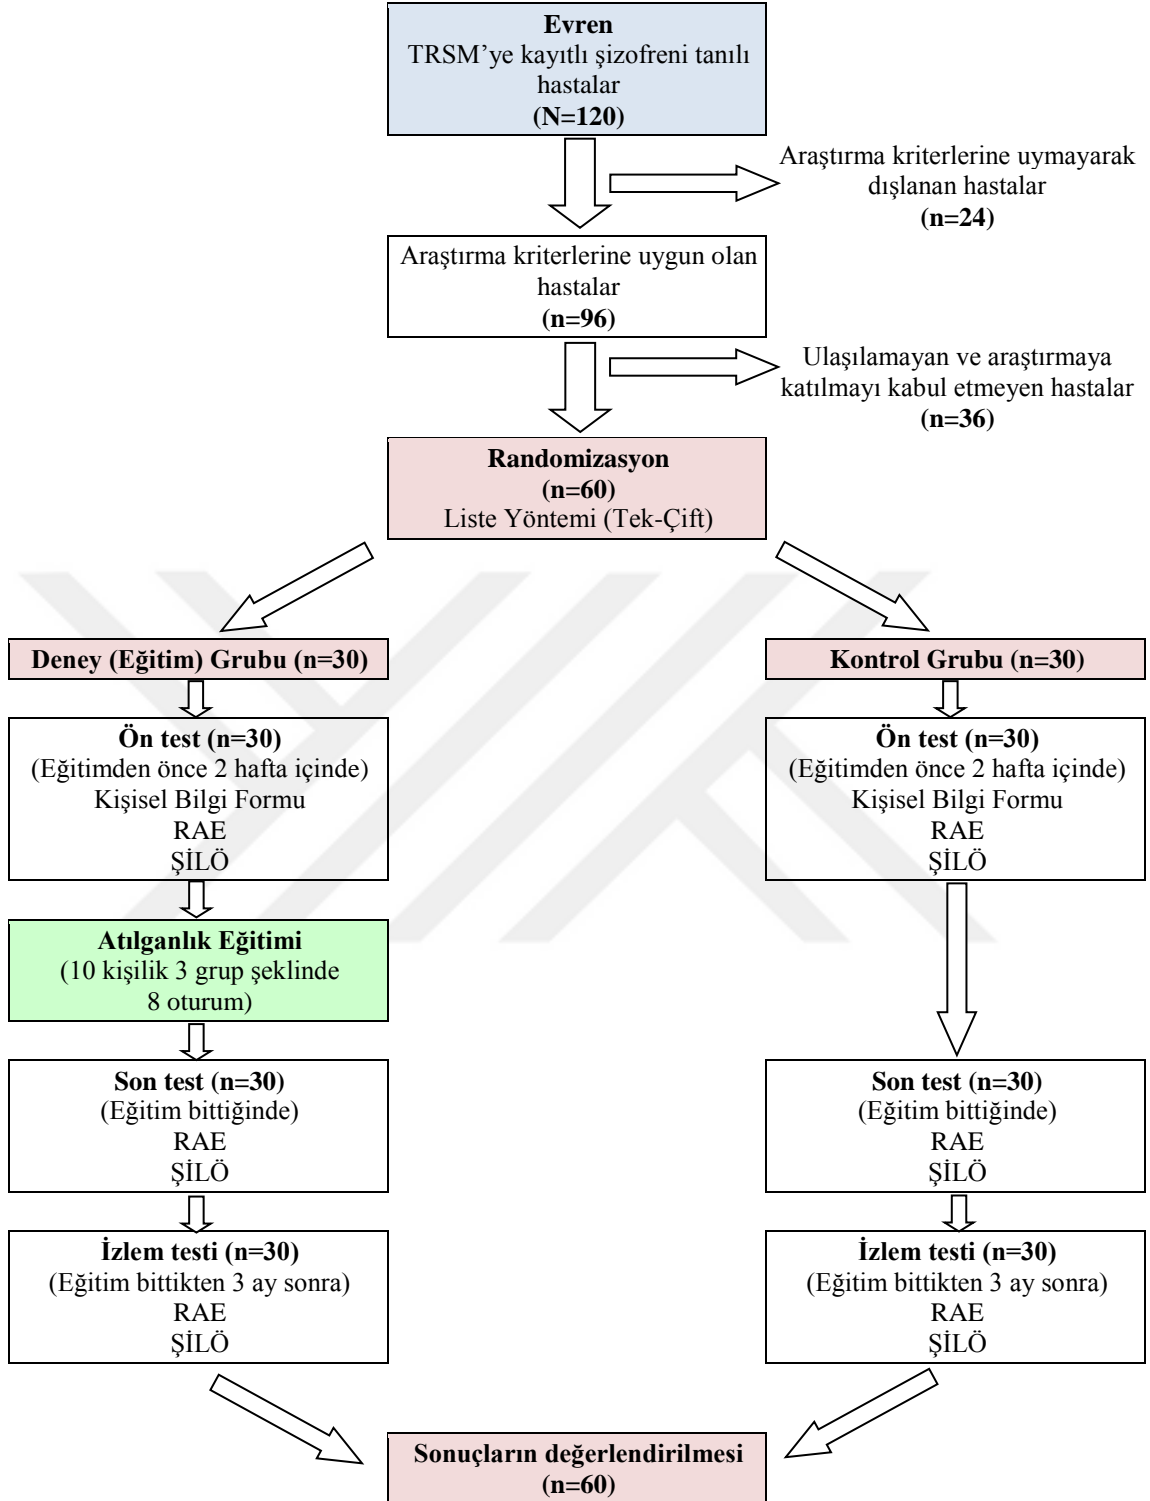 Evren
TRSM’ye kayıtlı şizofreni tanılı
hastalar
(N=120)
Araştırma kriterlerine uymayarak
dışlanan hastalar
(n=24)
Araştırma kriterlerine uygun olan
hastalar
(n=96)
Ulaşılamayan ve araştırmaya
katılmayı kabul etmeyen hastalar
(n=36)
Randomizasyon
(n=60)
Liste Yöntemi (Tek-Çift)
Deney (Eğitim) Grubu (n=30)
Ön test (n=30)
(Eğitimden önce 2 hafta içinde)
Kişisel Bilgi Formu
RAE
ŞİLÖ
Atılganlık Eğitimi
(10 kişilik 3 grup şeklinde
8 oturum)
Son test (n=30)
(Eğitim bittiğinde)
RAE
ŞİLÖ
İzlem testi (n=30)
(Eğitim bittikten 3 ay sonra)
RAE
ŞİLÖ
Kontrol Grubu (n=30)
Ön test (n=30)
(Eğitimden önce 2 hafta içinde)
Kişisel Bilgi Formu
RAE
ŞİLÖ
Son test (n=30)
(Eğitim bittiğinde)
RAE
ŞİLÖ
İzlem testi (n=30)
(Eğitim bittikten 3 ay sonra)
RAE
ŞİLÖ
Sonuçların değerlendirilmesi
(n=60)